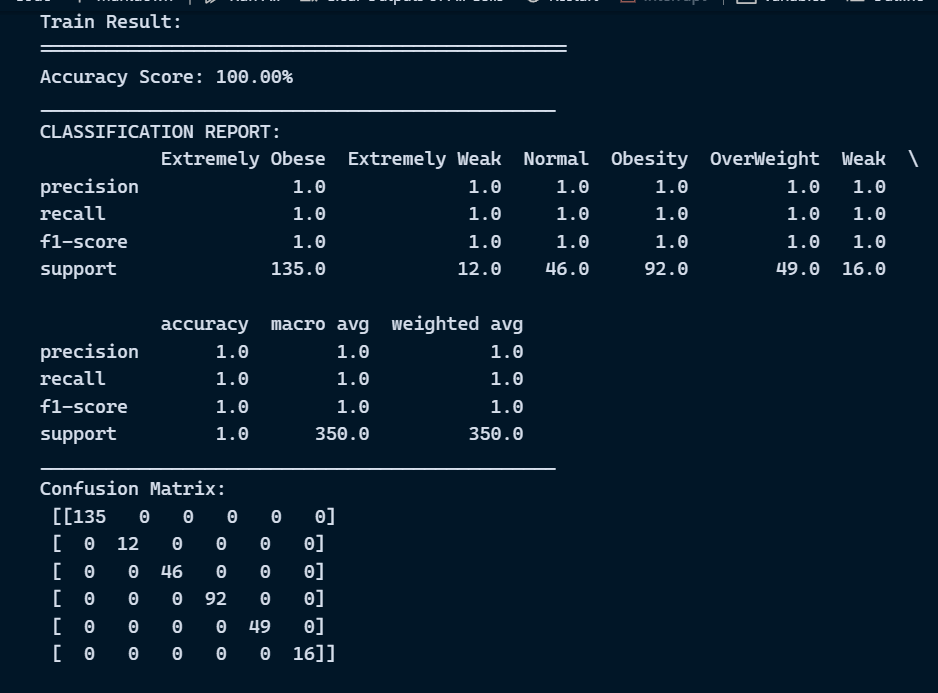 Train Result:
================================================
Accuracy Score: 100.00%
_______________________________________________
CLASSIFICATION REPORT:
           Extremely Obese  Extremely Weak  Normal  Obesity  OverWeight  Weak  \
precision              1.0             1.0     1.0      1.0         1.0   1.0
recall                 1.0             1.0     1.0      1.0         1.0   1.0
f1-score               1.0             1.0     1.0      1.0         1.0   1.0
support              135.0            12.0    46.0     92.0        49.0  16.0
           accuracy  macro avg  weighted avg
precision       1.0        1.0           1.0
recall          1.0        1.0           1.0
f1-score        1.0        1.0           1.0
support         1.0      350.0         350.0
_______________________________________________
Confusion Matrix:
 [[135   0   0   0   0   0]
 [  0  12   0   0   0   0]
 [  0   0  46   0   0   0]
 [  0   0   0  92   0   0]
 [  0   0   0   0  49   0]
 [  0   0   0   0   0  16]]